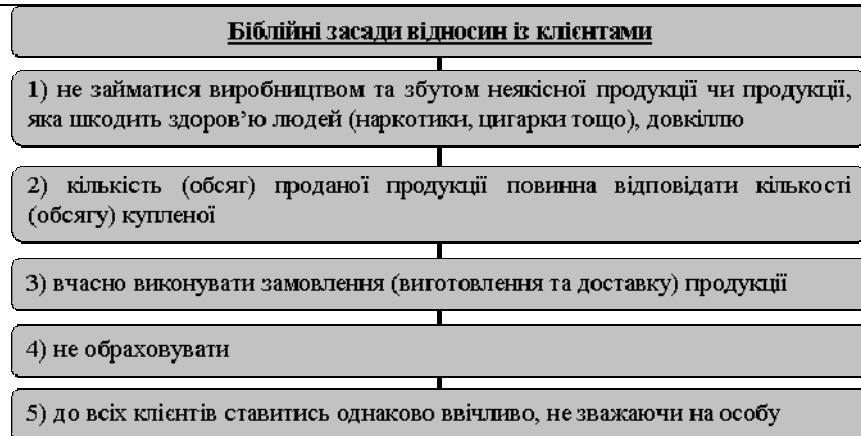 Біблійні засади відносин із клієнтами
1) не займатися виробництвом та збутом неякісної продукції чи продукції,
яка шкодить здоров’ю людей (наркотики, цигарки тощо), довкіллю
2) кількість (обсяг) проданої продукції повинна відповідати кількості
(обсягу) купленої
3) вчасно виконувати замовлення (виготовлення та доставку) продукції
4) не обраховувати
5) до всіх клієнтів ставитись однаково ввічливо, не зважаючи на особу